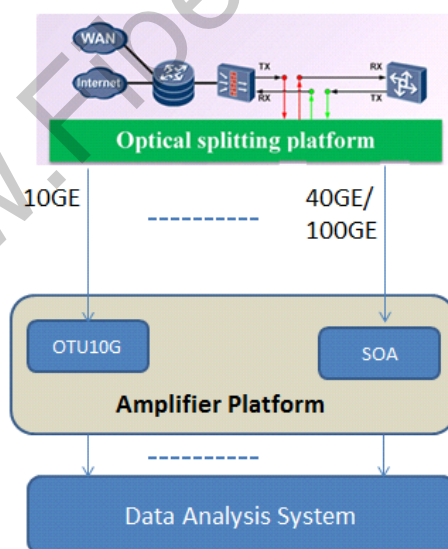 WAN
Internet
TX
RX
RX
TX
Optical splitting platform
10GE
40GE/
100GE
OTU10G
SOA
Amplifier Platform
Data Analysis System